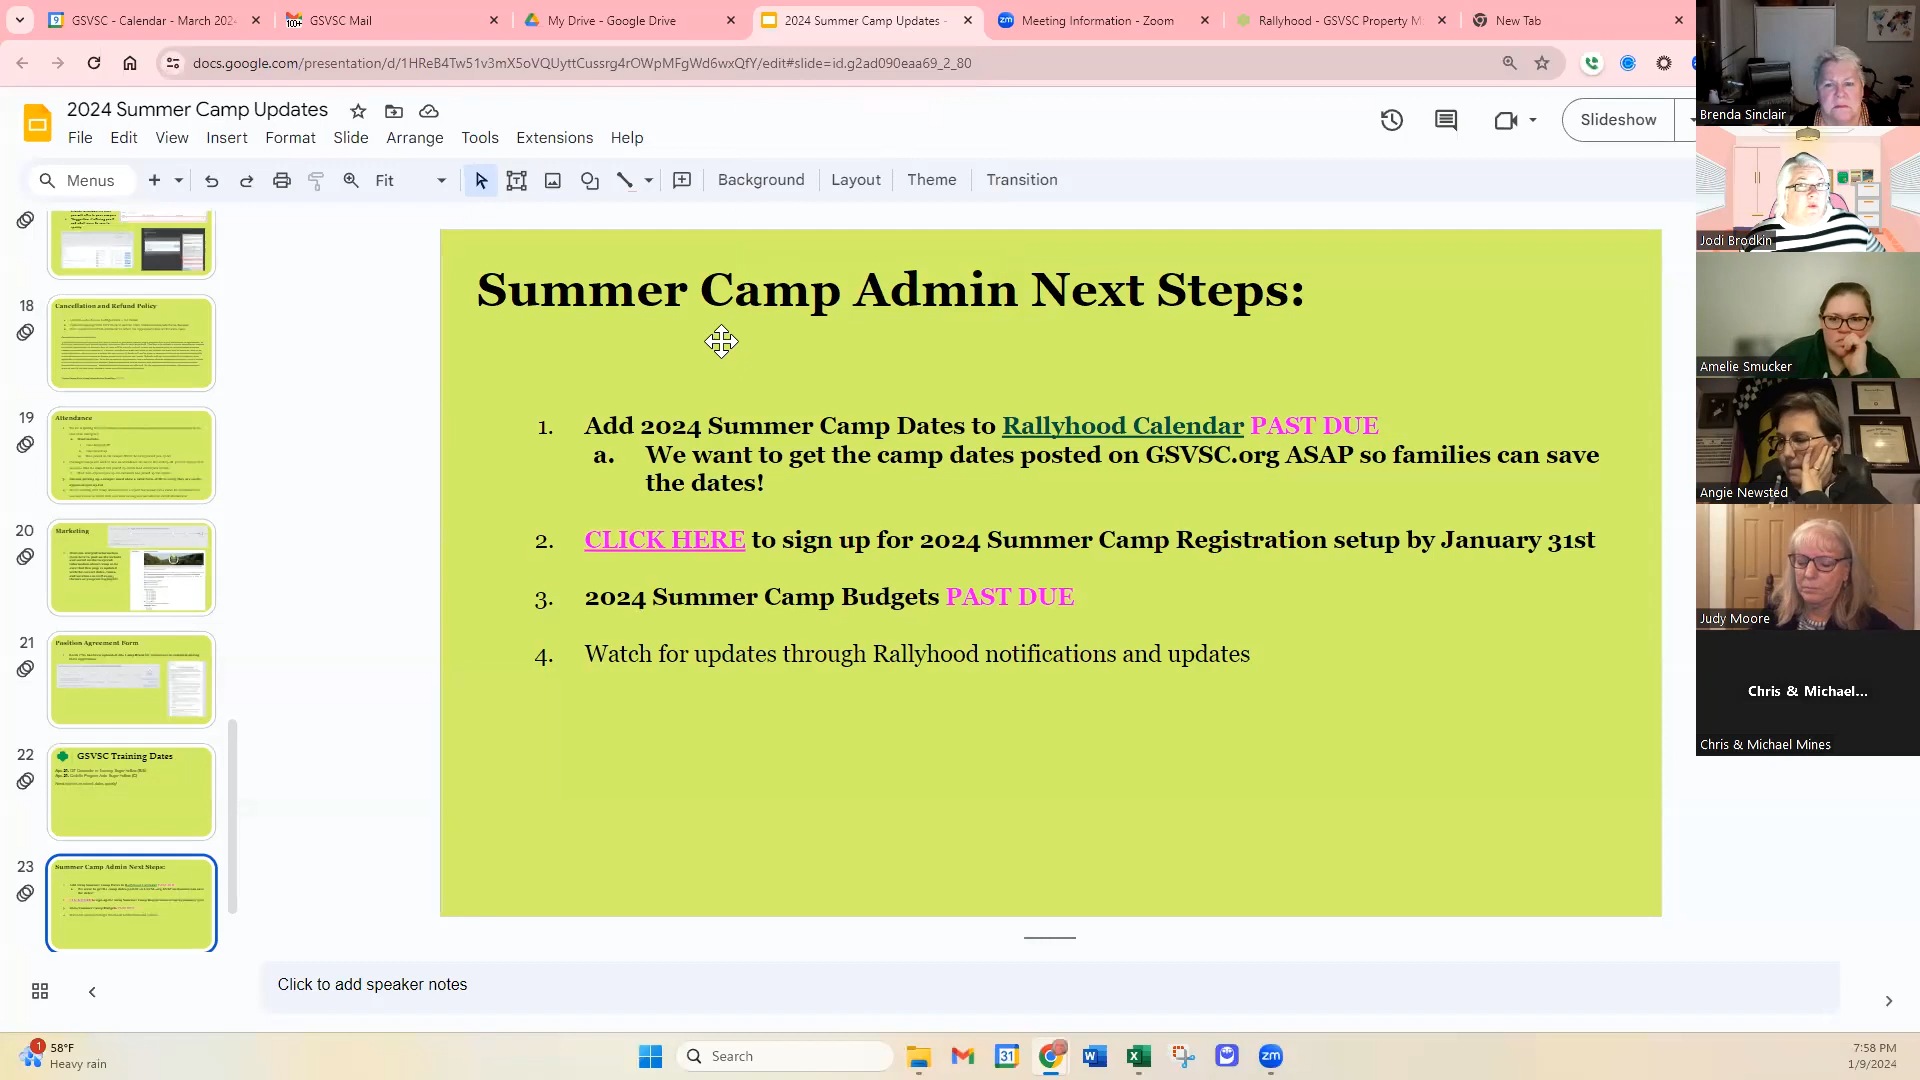 GSVSC - Calendar - March 2024
GSVSC Mail
My Drive - Google Drive
2024 Summer Camp Updates -
Meeting Information - Zoom
Rallyhood - GSVSC Property M
New Tab
docs.google.com/presentation/d/1HReB4Tw51v3mX5oVQUyttCussrg4rOWpMFgWd6wxQfY/edit#slide=id.g2ad090eaa69_2_80
2024 Summer Camp Updates
File Edit View Insert Format Slide Arrange Tools Extensions Help
Slideshow
Menus
Fit
Background
Layout
Theme
Transition
18
Cancellation and Refund Policy
19
Attendance
20
Marketing
21
Position Agreement Form
22
GSVSC Training Dates
23
Summer Camp Admin Next Steps:
Summer Camp Admin Next Steps:
1. Add 2024 Summer Camp Dates to Rallyhood Calendar PAST DUE
a. We want to get the camp dates posted on GSVSC.org ASAP so families can save
the dates!
2. CLICK HERE to sign up for 2024 Summer Camp Registration setup by January 31st
3. 2024 Summer Camp Budgets PAST DUE
4. Watch for updates through Rallyhood notifications and updates
Click to add speaker notes
Brenda Sinclair
Jodi Brodkin
Amelie Smucker
Angie Newsted
Judy Moore
Chris & Michael...
Chris & Michael Mines
1
58°F
Heavy rain
Search
7:58 PM
1/9/2024